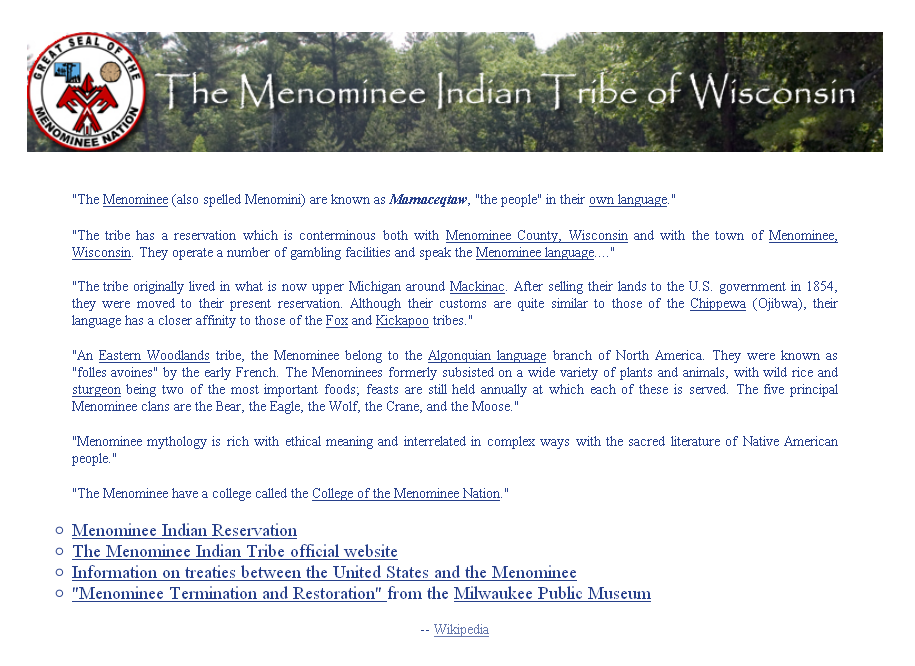 GREAT SEAL OF THE
MENOMINEE NATION
The Menominee Indian Tribe of Wisconsin
"The Menominee (also spelled Menomini) are known as Mamaceqtaw, "the people" in their own language."
"The tribe has a reservation which is conterminous both with Menominee County, Wisconsin and with the town of Menominee,
Wisconsin. They operate a number of gambling facilities and speak the Menominee language...."
"The tribe originally lived in what is now upper Michigan around Mackinac. After selling their lands to the U.S. government in 1854,
they were moved to their present reservation. Although their customs are quite similar to those of the Chippewa (Ojibwa), their
language has a closer affinity to those of the Fox and Kickapoo tribes."
"An Eastern Woodlands tribe, the Menominee belong to the Algonquian language branch of North America. They were known as
"folles avoines" by the early French. The Menominees formerly subsisted on a wide variety of plants and animals, with wild rice and
sturgeon being two of the most important foods; feasts are still held annually at which each of these is served. The five principal
Menominee clans are the Bear, the Eagle, the Wolf, the Crane, and the Moose."
"Menominee mythology is rich with ethical meaning and interrelated in complex ways with the sacred literature of Native American
people."
"The Menominee have a college called the College of the Menominee Nation."
Menominee Indian Reservation
The Menominee Indian Tribe official website
Information on treaties between the United States and the Menominee
"Menominee Termination and Restoration" from the Milwaukee Public Museum
-- Wikipedia